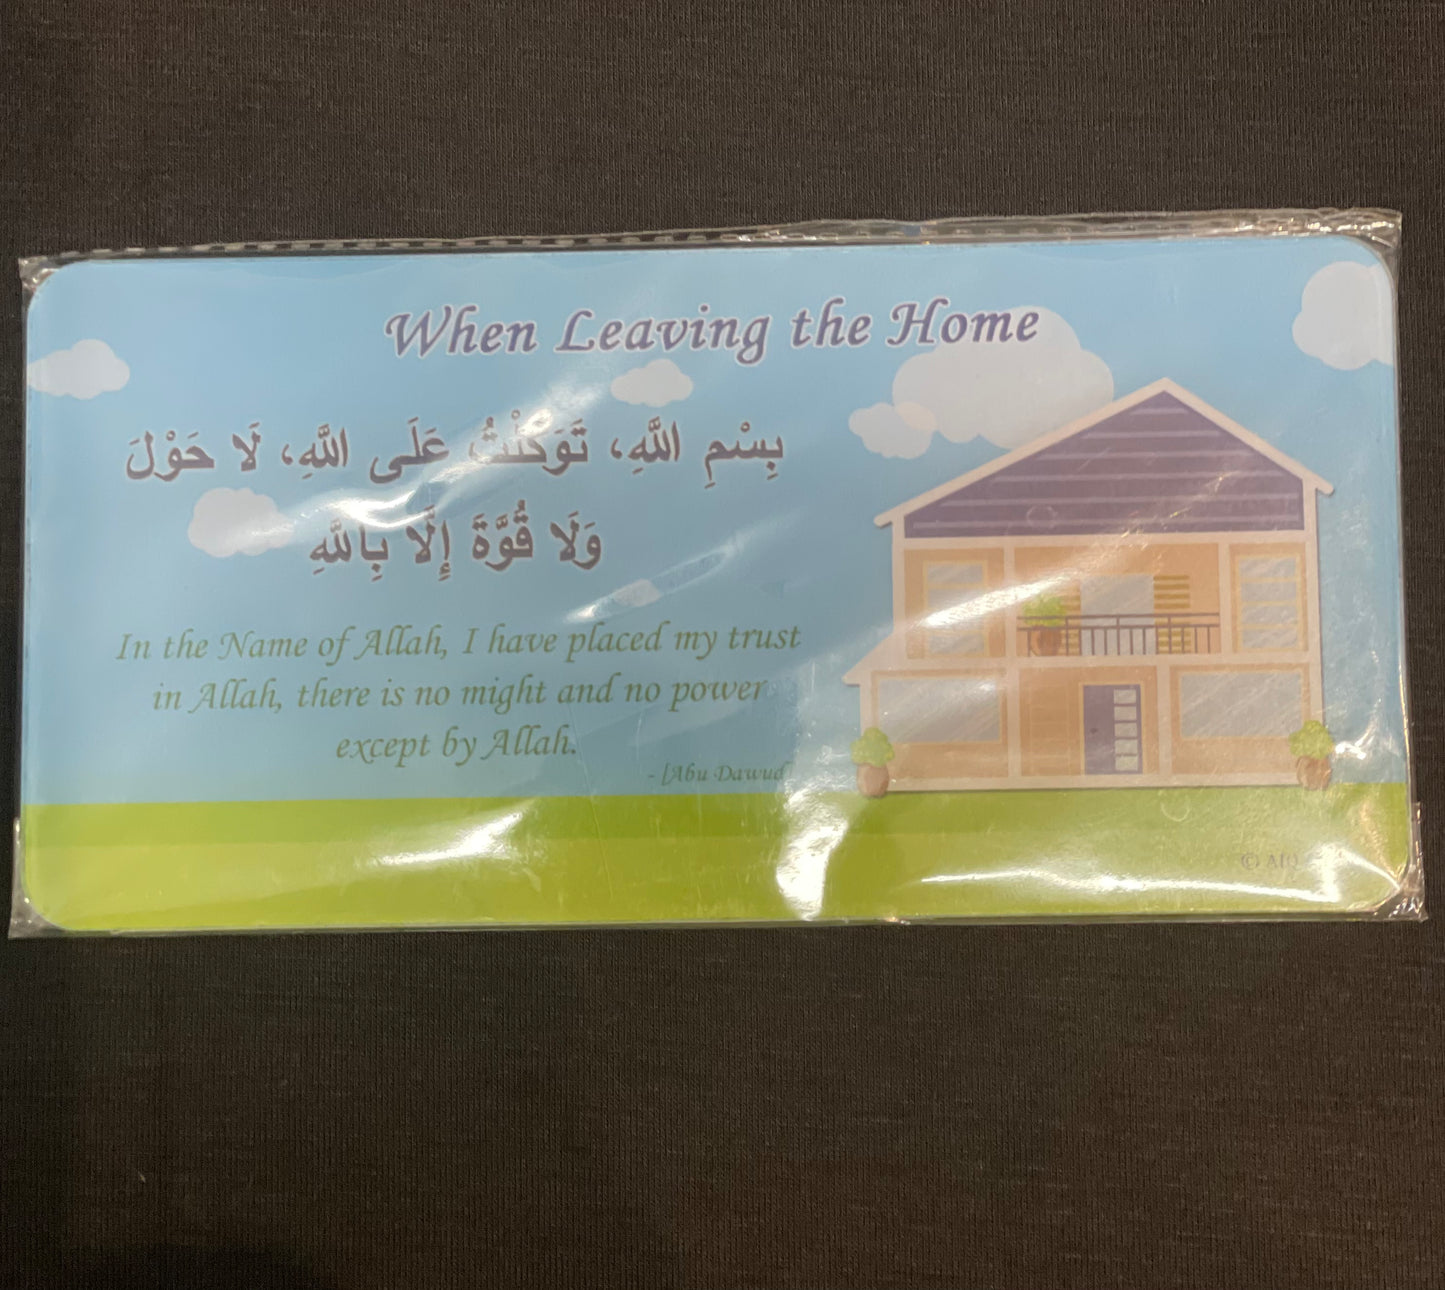 When Leaving the Home
بِسْمِ اللَّهِ، تَوَكَّلْتُ عَلَى اللَّهِ، لَا حَوْلَ
وَلَا قُوَّةَ إِلَّا بِاللَّهِ
In the Name of Allah, I have placed my trust
in Allah, there is no might and no power
except by Allah.
- [Abu Dawud]
©